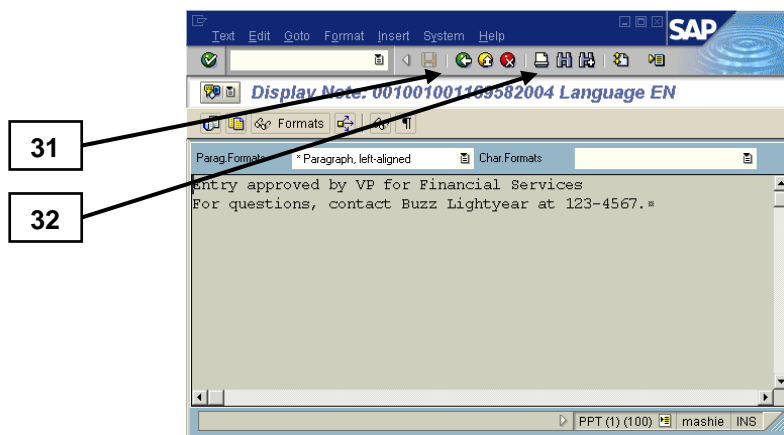 Text Edit Goto Format Insert System Help
SAP
Display Note: 001001001169582004 Language EN
Formats
31
Parag.Formats * Paragraph, left-aligned Char.Formats
Entry approved by VP for Financial Services
32
For questions, contact Buzz Lightyear at 123-4567.¤
PPT (1) (100) mashie INS